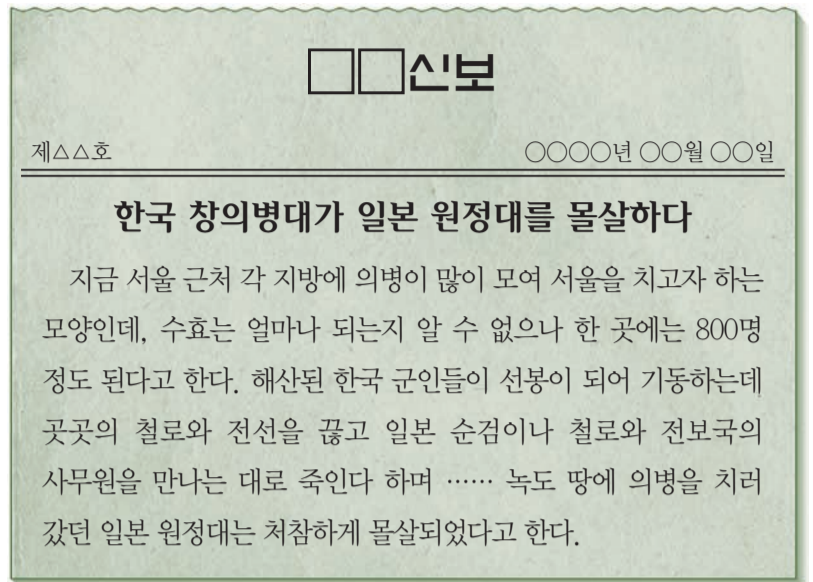 □□신보
제△△호 ○○○○년 ○○월 ○○일
한국 창의병대가 일본 원정대를 몰살하다
지금 서울 근처 각 지방에 의병이 많이 모여 서울을 치고자 하는
모양인데, 수효는 얼마나 되는지 알 수 없으나 한 곳에는 800명
정도 된다고 한다. 해산된 한국 군인들이 선봉이 되어 기동하는데
곳곳의 철로와 전선을 끊고 일본 순검이나 철로와 전보국의
사무원을 만나는 대로 죽인다 하며 …… 녹도 땅에 의병을 치러
갔던 일본 원정대는 처참하게 몰살되었다고 한다.